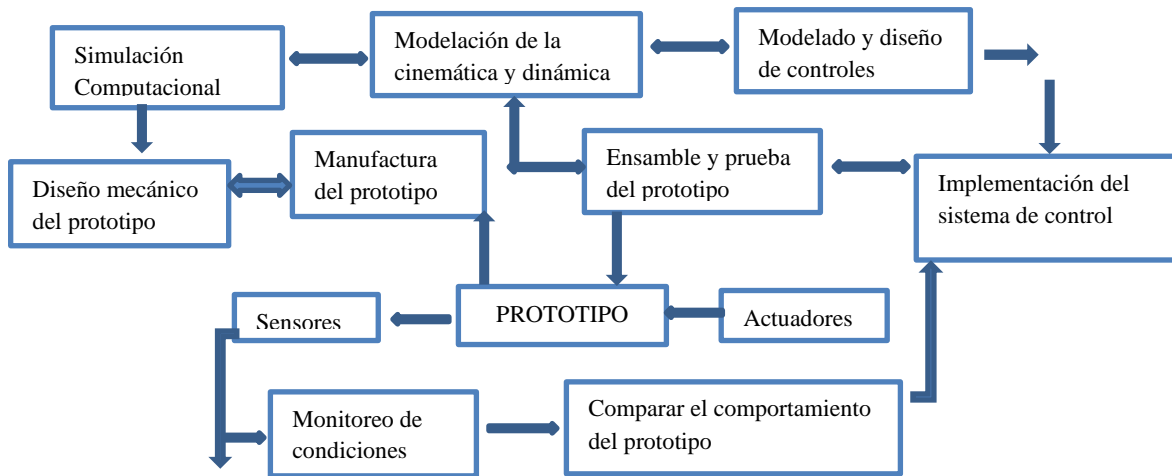 Simulación
Computacional
Modelación de la
cinemática y dinámica
Modelado y diseño
de controles
Diseño mecánico
del prototipo
Manufactura
del prototipo
Ensamble y prueba
del prototipo
Implementación del
sistema de control
Sensores
PROTOTIPO
Actuadores
Monitoreo de
condiciones
Comparar el comportamiento
del prototipo